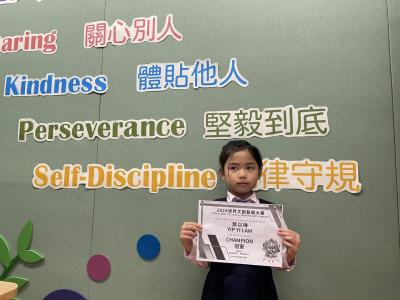 aring 關心別人
Kindness 體貼他人
Perseverance 堅毅到底
Self-Discipline 律守規
YIP YI LAM
CHAMPION
冠軍